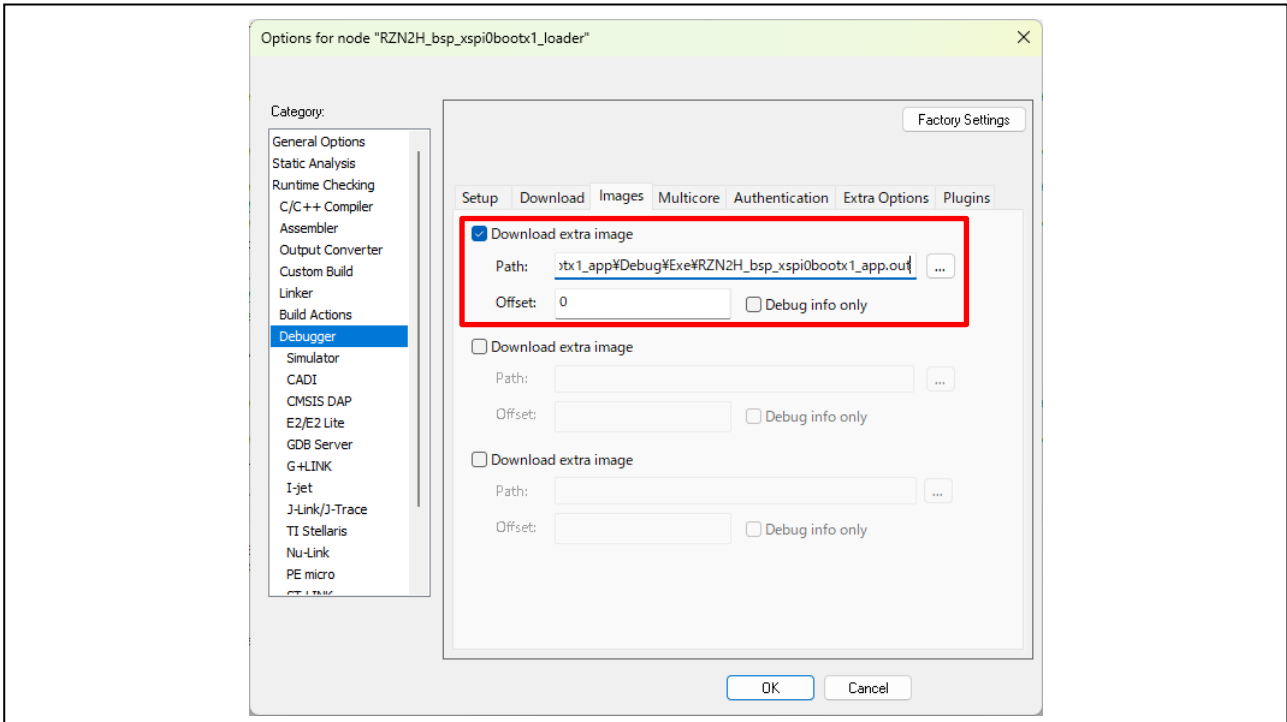 Options for node "RZN2H_bsp_xspi0bootx1_loader"
Category:
Factory Settings
General Options
Static Analysis
Runtime Checking
C/C++ Compiler
Assembler
Output Converter
Custom Build
Linker
Build Actions
Debugger
Simulator
CADI
CMSIS DAP
E2/E2 Lite
GDB Server
G+LINK
I-jet
J-Link/J-Trace
TI Stellaris
Nu-Link
PE micro
ST-LINK
Setup Download Images Multicore Authentication Extra Options Plugins
Download extra image
Path: otx1_app¥Debug¥Exe¥RZN2H_bsp_xspi0bootx1_app.out ...
Offset: 0 Debug info only
Download extra image
Path: ...
Offset: Debug info only
Download extra image
Path: ...
Offset: Debug info only
OK Cancel